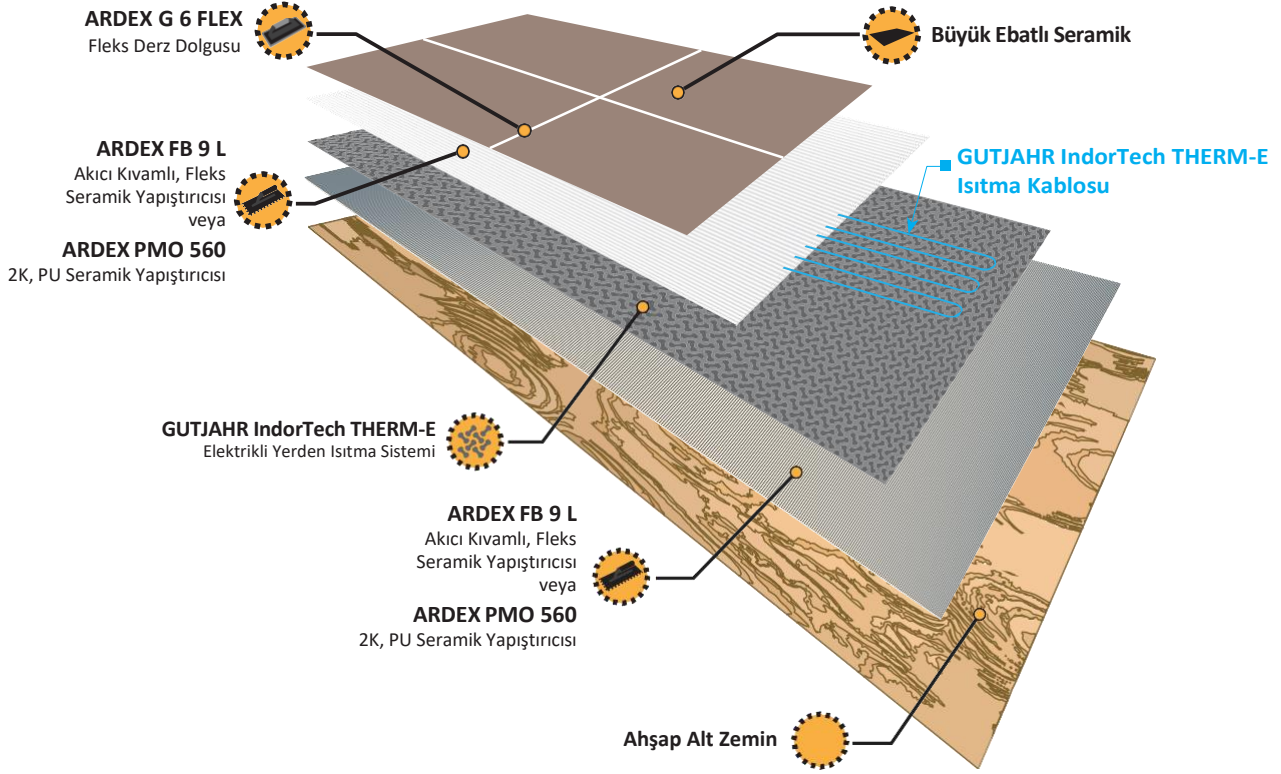 ARDEX G 6 FLEX
Fleks Derz Dolgusu
Büyük Ebatlı Seramik
ARDEX FB 9 L
Akıcı Kıvamlı, Fleks
Seramik Yapıştırıcısı
veya
ARDEX PMO 560
2K, PU Seramik Yapıştırıcısı
GUTJAHR IndorTech THERM-E
Isıtma Kablosu
GUTJAHR IndorTech THERM-E
Elektrikli Yerden Isıtma Sistemi
ARDEX FB 9 L
Akıcı Kıvamlı, Fleks
Seramik Yapıştırıcısı
veya
ARDEX PMO 560
2K, PU Seramik Yapıştırıcısı
Ahşap Alt Zemin